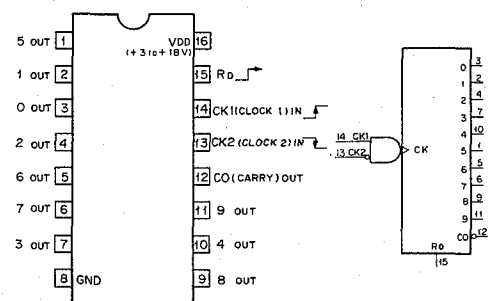 5 OUT 1 VDD 16
(+3 to +18V)
1 OUT 2 15 RD
0 OUT 3 14 CK1(CLOCK 1)IN
2 OUT 4 13 CK2(CLOCK 2)IN
6 OUT 5 12 CO(CARRY)OUT
7 OUT 6 11 9 OUT
3 OUT 7 10 4 OUT
8 GND 9 8 OUT
14 CK1
13 CK2
CK
0 3
1 2
2 4
3 7
4 10
5 1
6 5
7 6
8 9
9 11
CO 12
RD
15